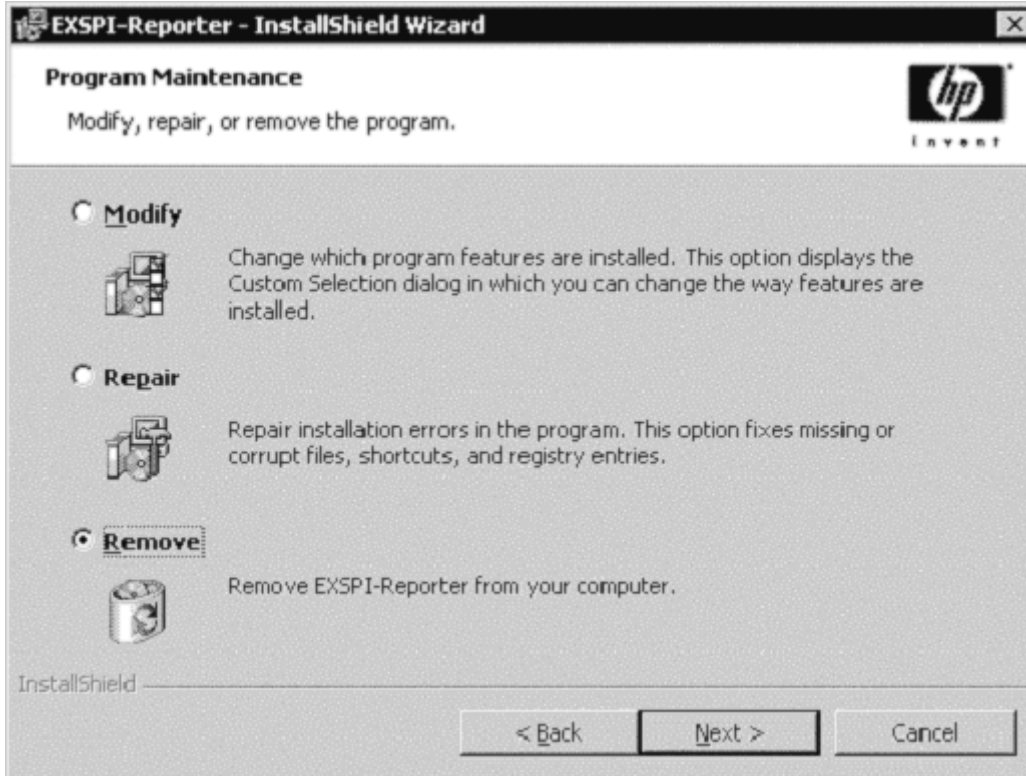 EXSPI-Reporter - InstallShield Wizard
Program Maintenance
Modify, repair, or remove the program.
hp
invent
Modify
Change which program features are installed. This option displays the
Custom Selection dialog in which you can change the way features are
installed.
Repair
Repair installation errors in the program. This option fixes missing or
corrupt files, shortcuts, and registry entries.
Remove
Remove EXSPI-Reporter from your computer.
InstallShield
< Back
Next >
Cancel